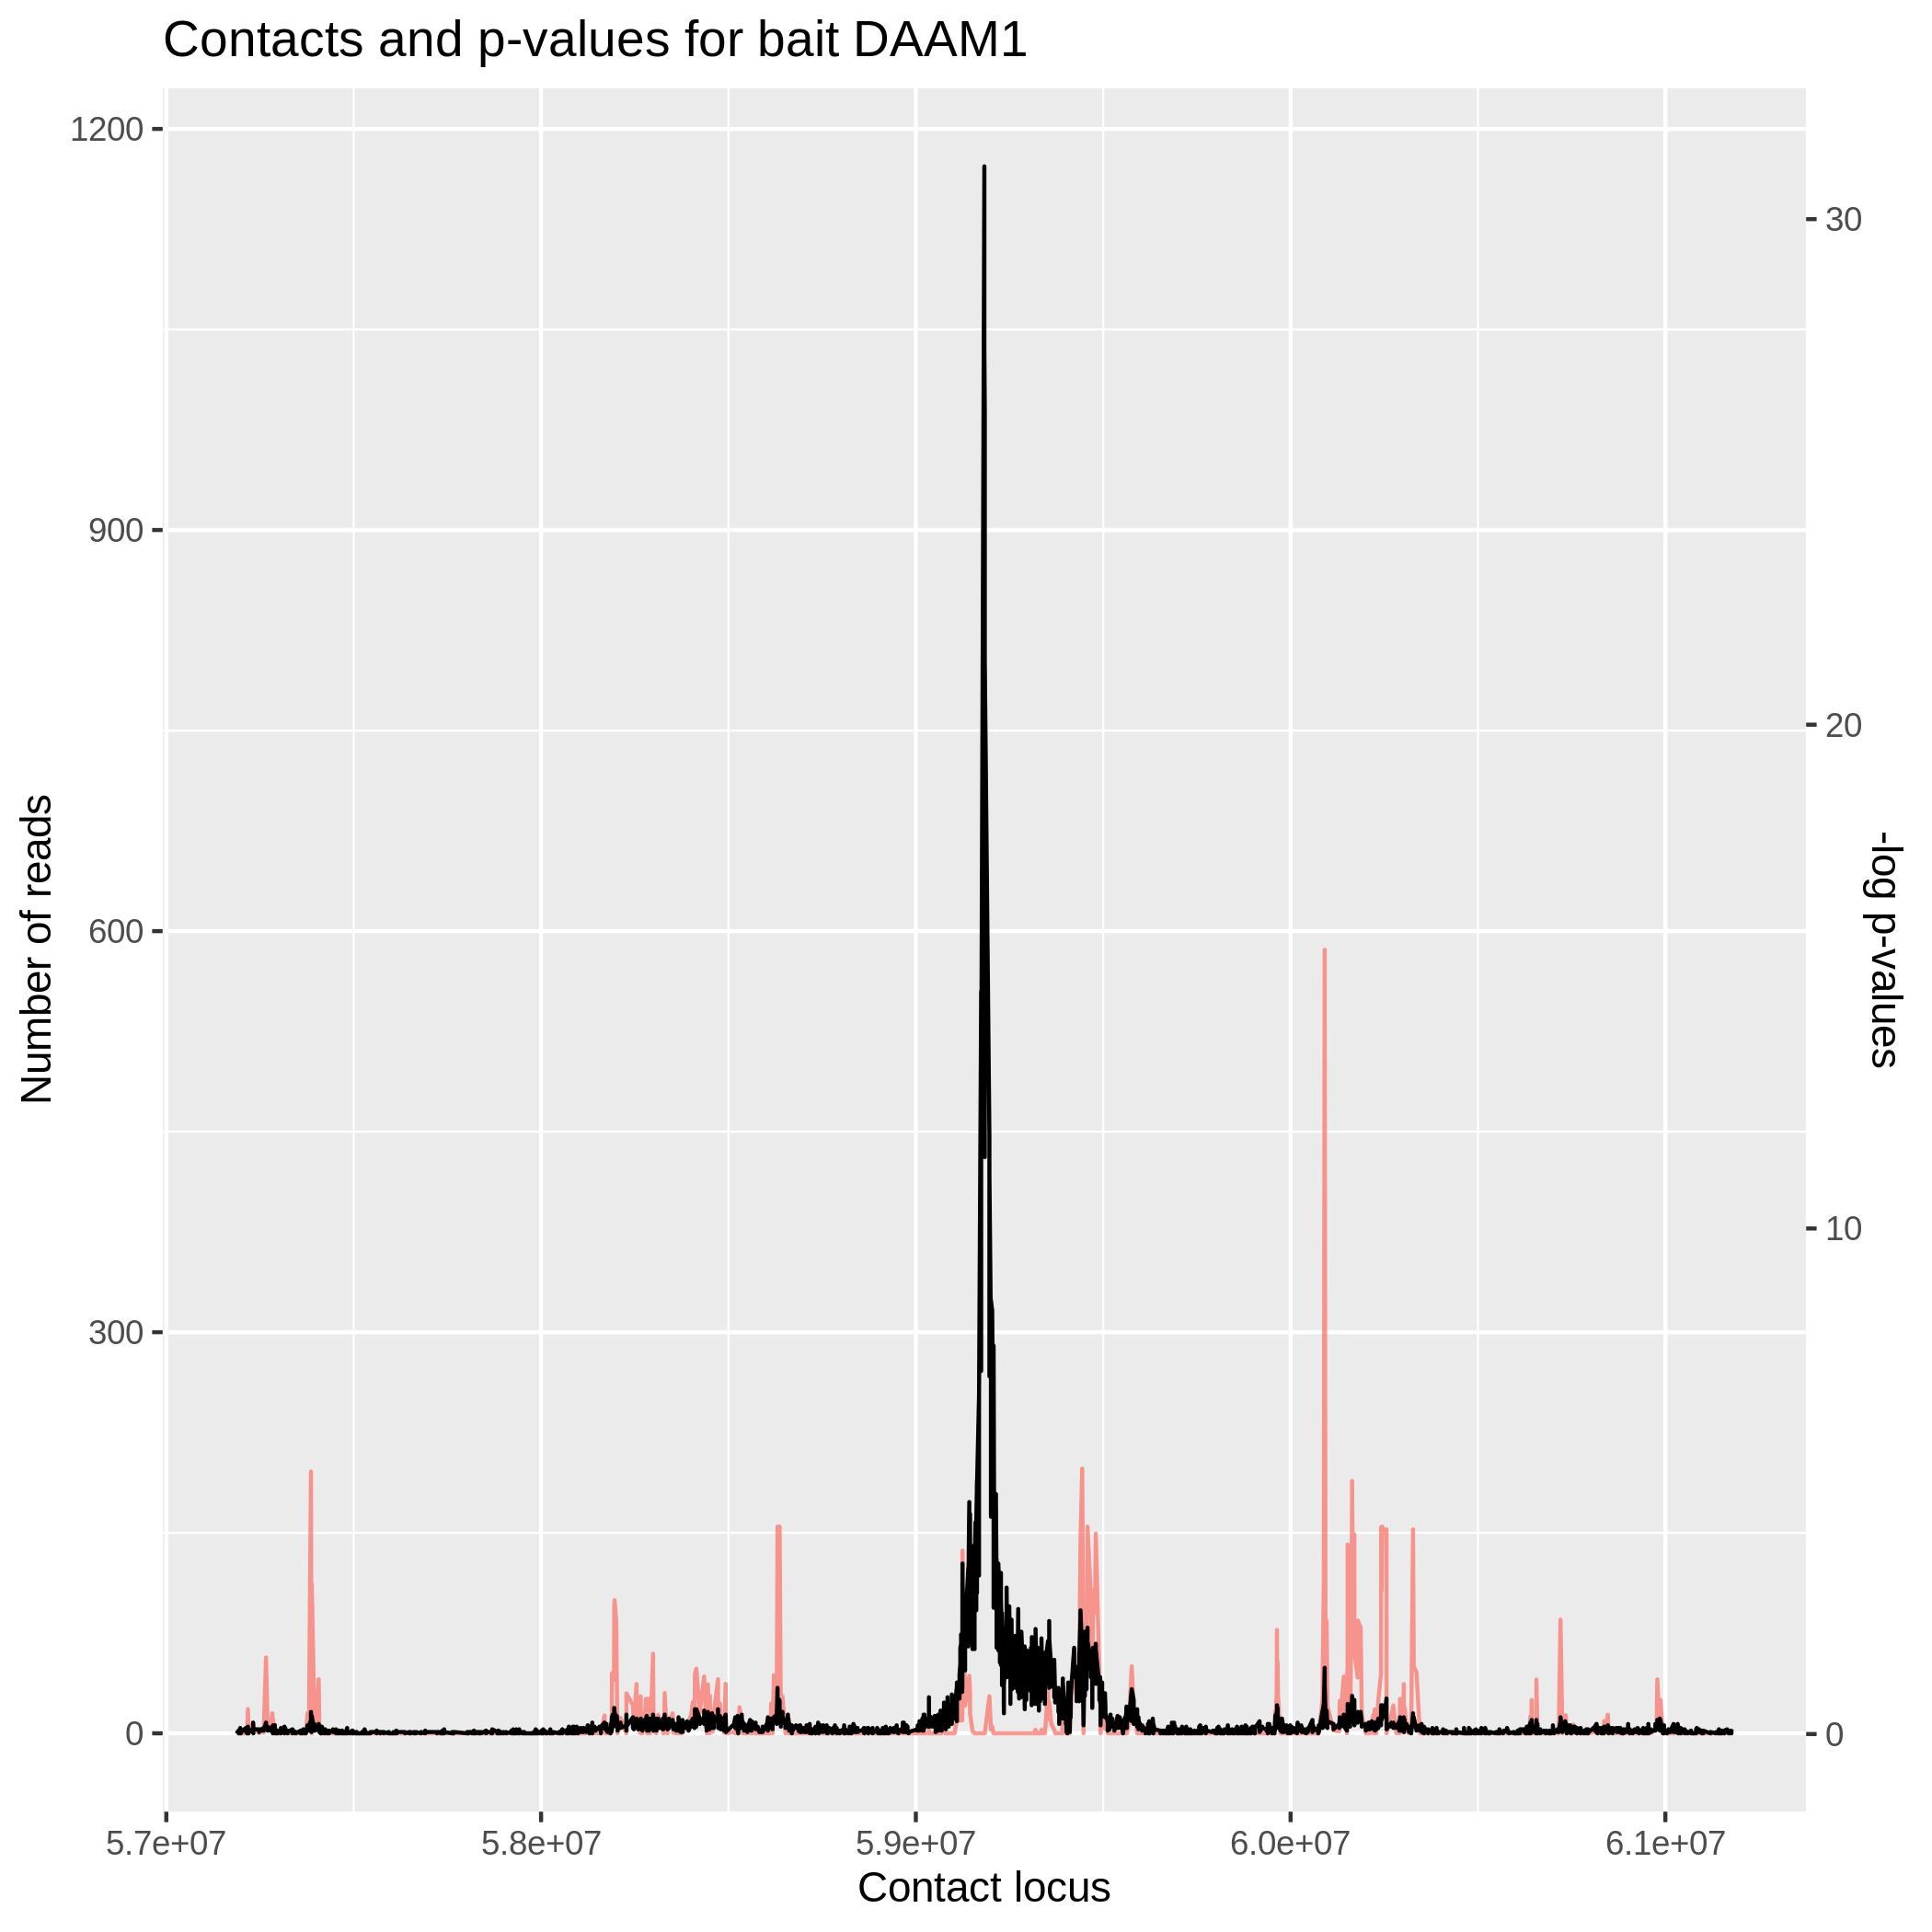 Contacts and p-values for bait DAAM1
1200
900
600
300
0
Number of reads
30
20
10
0
-log p-values
5.7e+07
5.8e+07
5.9e+07
6.0e+07
6.1e+07
Contact locus